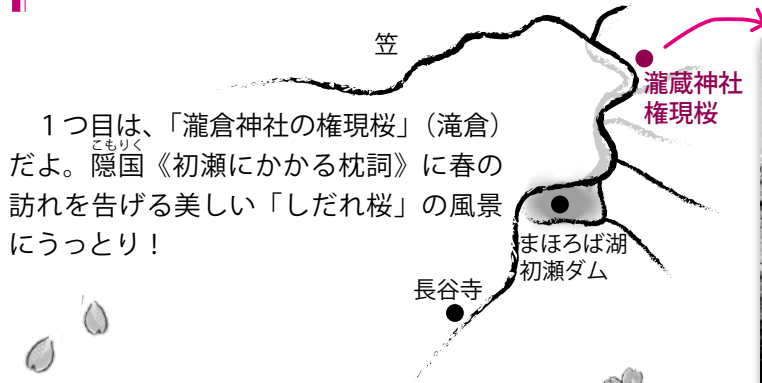 笠
瀧蔵神社
権現桜
1つ目は、「瀧倉神社の権現桜」(滝倉)
こもりく
だよ。隠国《初瀬にかかる枕詞》に春の
訪れを告げる美しい「しだれ桜」の風景
にうっとり！
まほろば湖
初瀬ダム
長谷寺